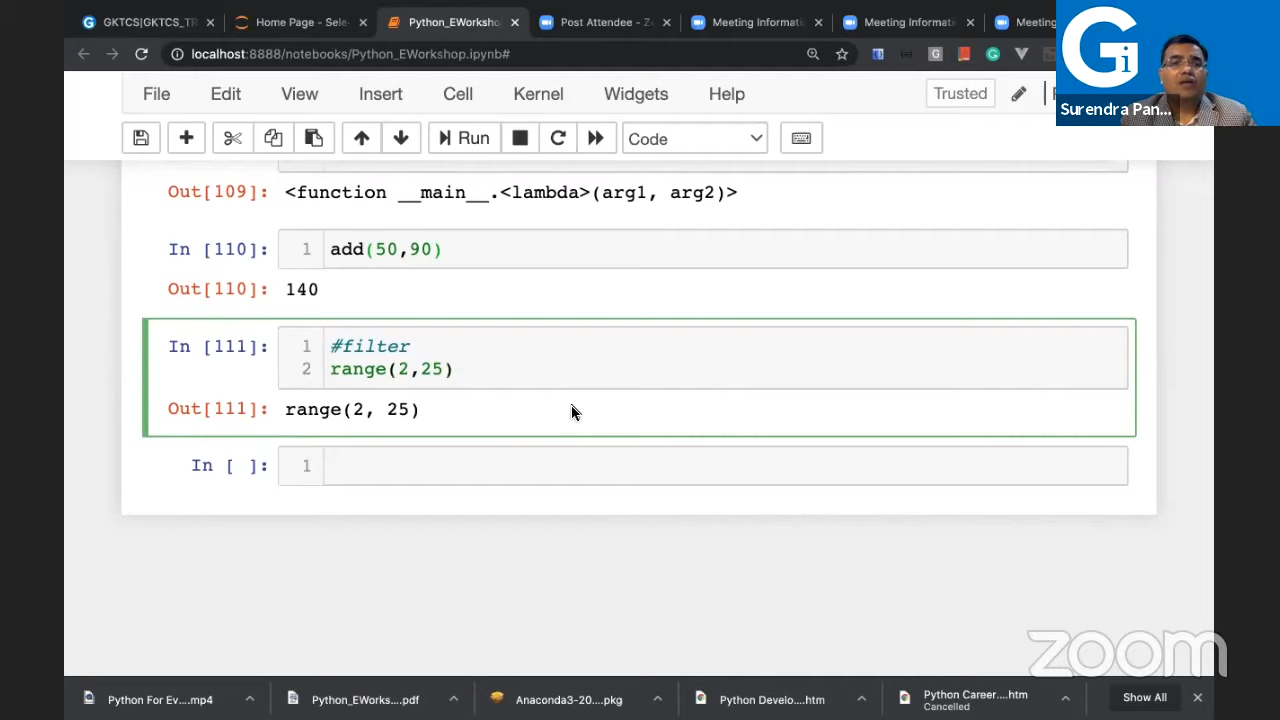 GKTCS|GKTCS_TR
Home Page - Sele
Python_EWorksho
Post Attendee - Z
Meeting Informati
Meeting Informati
Meeting
localhost:8888/notebooks/Python_EWorkshop.ipynb#
Gi
Surendra Pan...
File Edit View Insert Cell Kernel Widgets Help Trusted
Run Code
Out[109]: <function __main__.<lambda>(arg1, arg2)>
In [110]: 1 add(50,90)
Out[110]: 140
In [111]: 1 #filter
2 range(2,25)
Out[111]: range(2, 25)
In [ ]: 1
zoom
Python For Ev....mp4
Python_EWorks....pdf
Anaconda3-20....pkg
Python Develo....htm
Python Career....htm
Cancelled
Show All